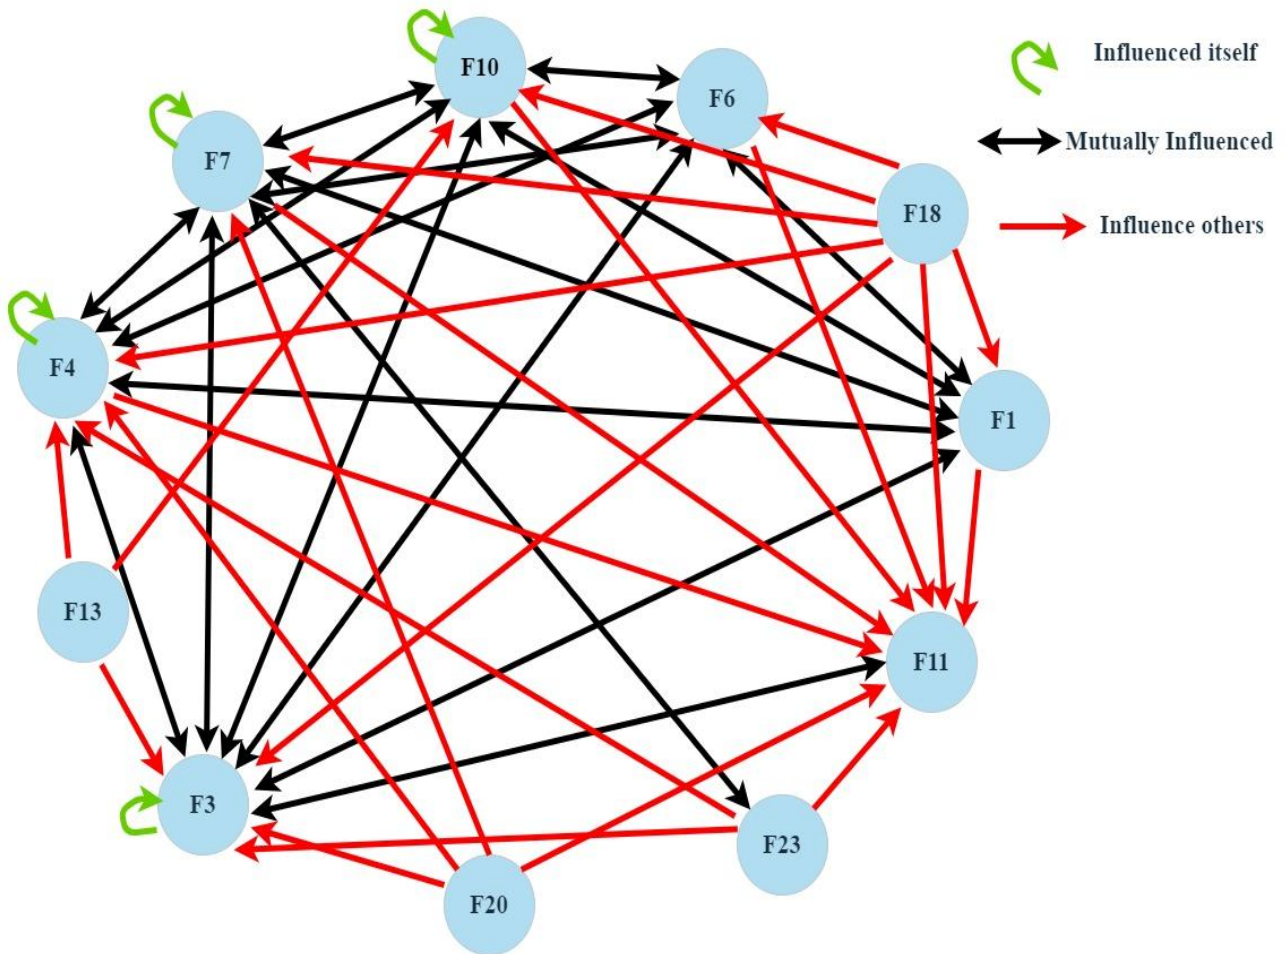 F10
Influenced itself
F6
F7
Mutually Influenced
F18
Influence others
F4
F1
F13
F11
F3
F23
F20